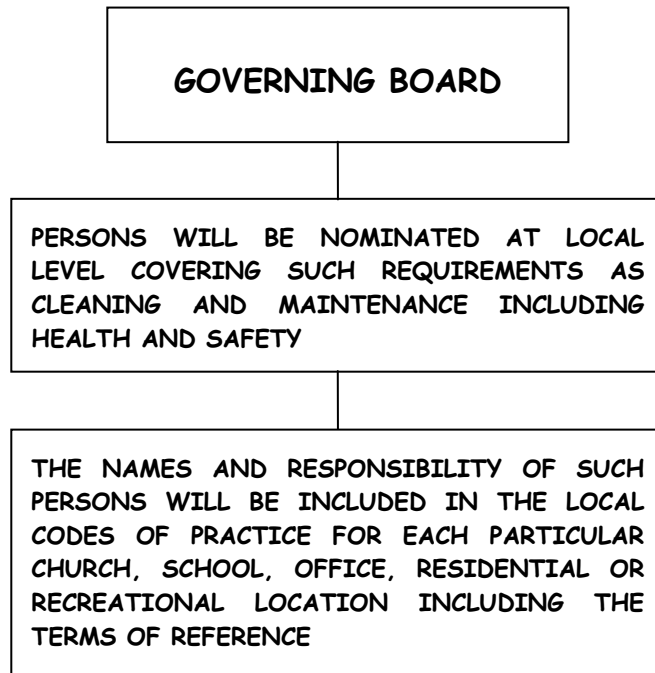 GOVERNING BOARD
PERSONS WILL BE NOMINATED AT LOCAL
LEVEL COVERING SUCH REQUIREMENTS AS
CLEANING AND MAINTENANCE INCLUDING
HEALTH AND SAFETY
THE NAMES AND RESPONSIBILITY OF SUCH
PERSONS WILL BE INCLUDED IN THE LOCAL
CODES OF PRACTICE FOR EACH PARTICULAR
CHURCH, SCHOOL, OFFICE, RESIDENTIAL OR
RECREATIONAL LOCATION INCLUDING THE
TERMS OF REFERENCE